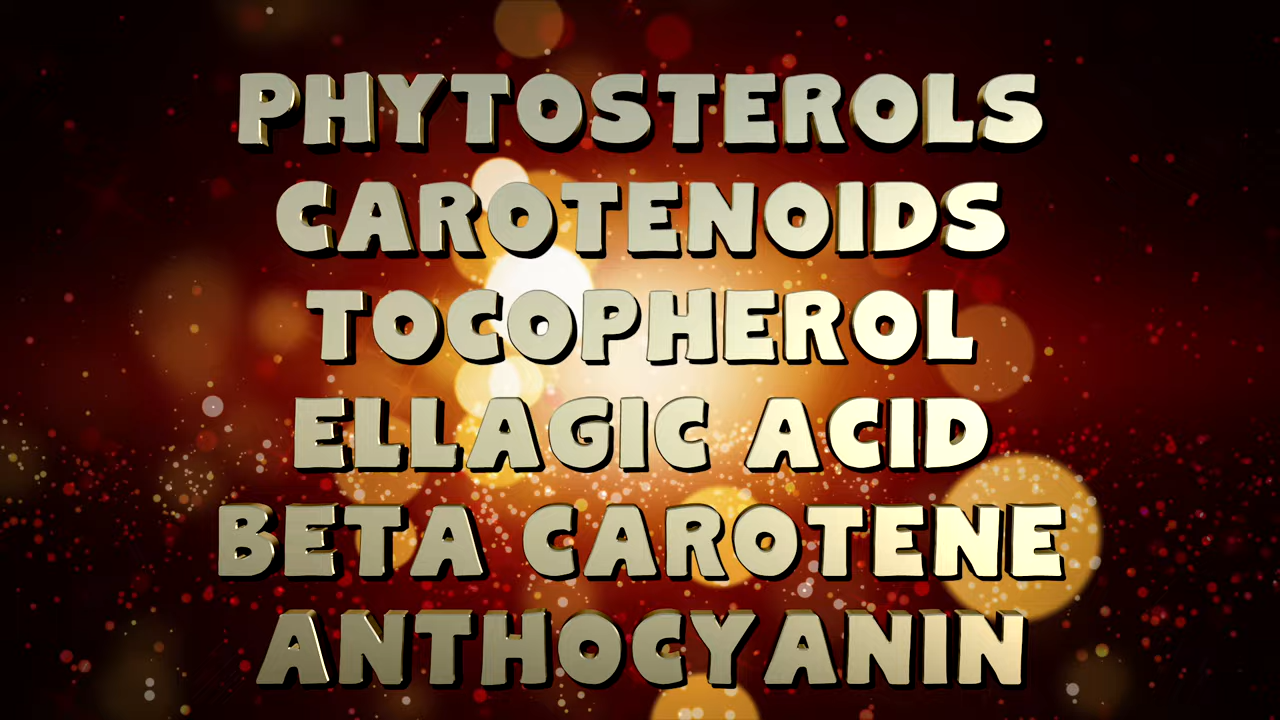 PHYTOSTEROLS
CAROTENOIDS
TOCOPHEROL
ELLAGIC ACID
BETA CAROTENE
ANTHOCYANIN